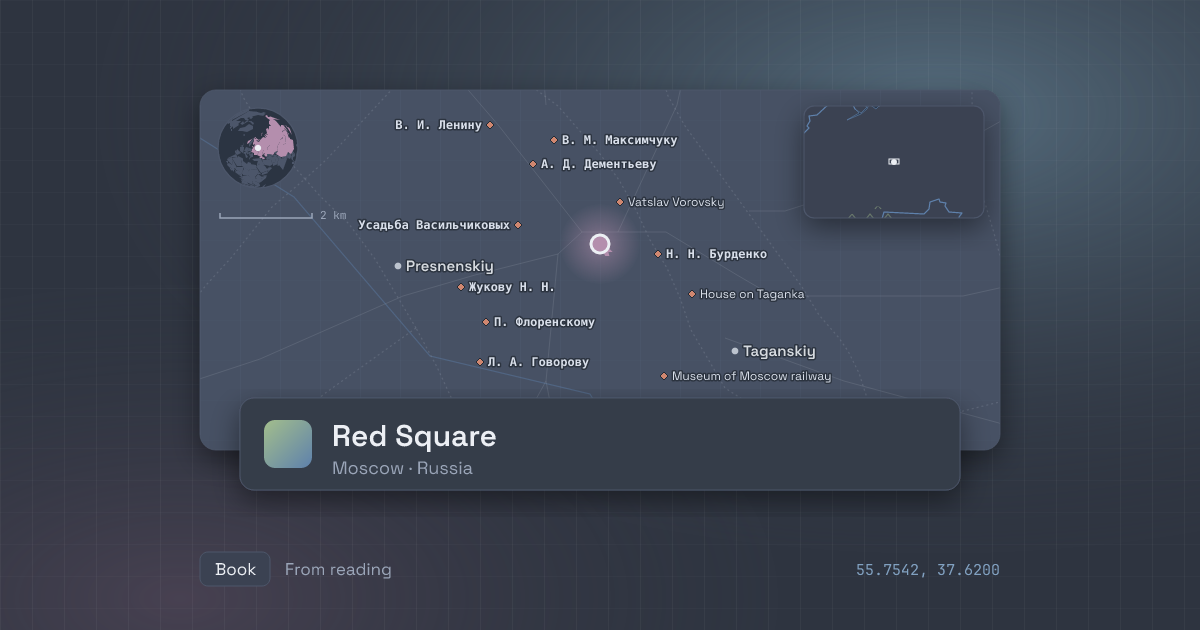 В. И. Ленину
В. М. Максимчуку
А. Д. Дементьеву
Vatslav Vorovsky
2 km
Усадьба Васильчиковых
Н. Н. Бурденко
Presnenskiy
Жукову Н. Н.
House on Taganka
П. Флоренскому
Taganskiy
Л. А. Говорову
Museum of Moscow railway
Red Square
Moscow · Russia
Book
From reading
55.7542, 37.6200